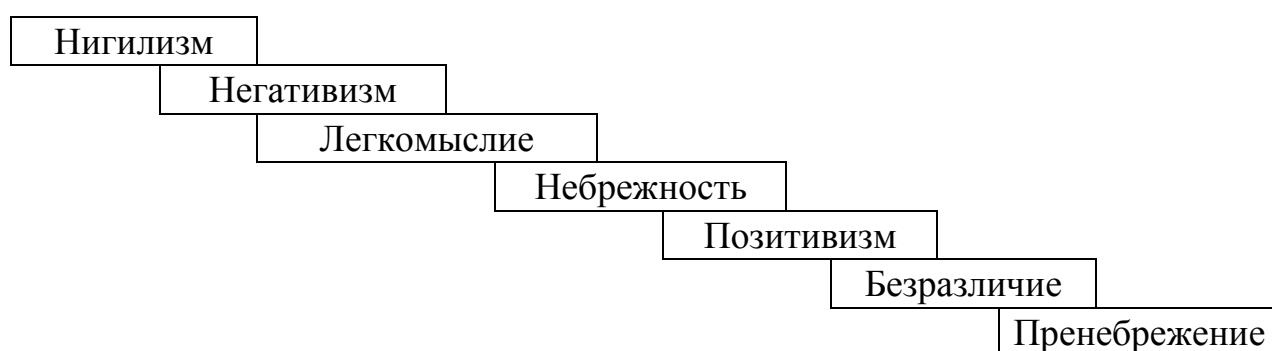 Нигилизм
Негативизм
Легкомыслие
Небрежность
Позитивизм
Безразличие
Пренебрежение